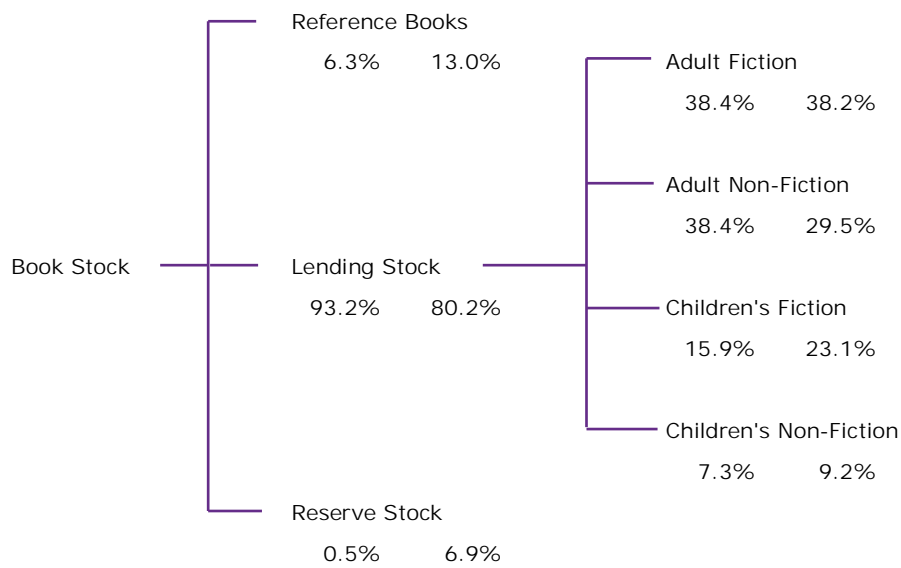 Reference Books
6.3% 13.0%
Adult Fiction
38.4% 38.2%
Adult Non-Fiction
38.4% 29.5%
Book Stock
Lending Stock
93.2% 80.2%
Children's Fiction
15.9% 23.1%
Children's Non-Fiction
7.3% 9.2%
Reserve Stock
0.5% 6.9%